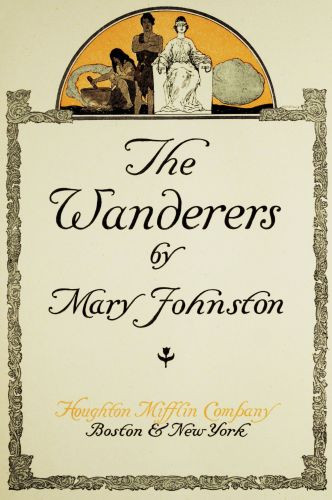 The
Wanderers
by
Mary Johnston
Houghton Mifflin Company
Boston & New York